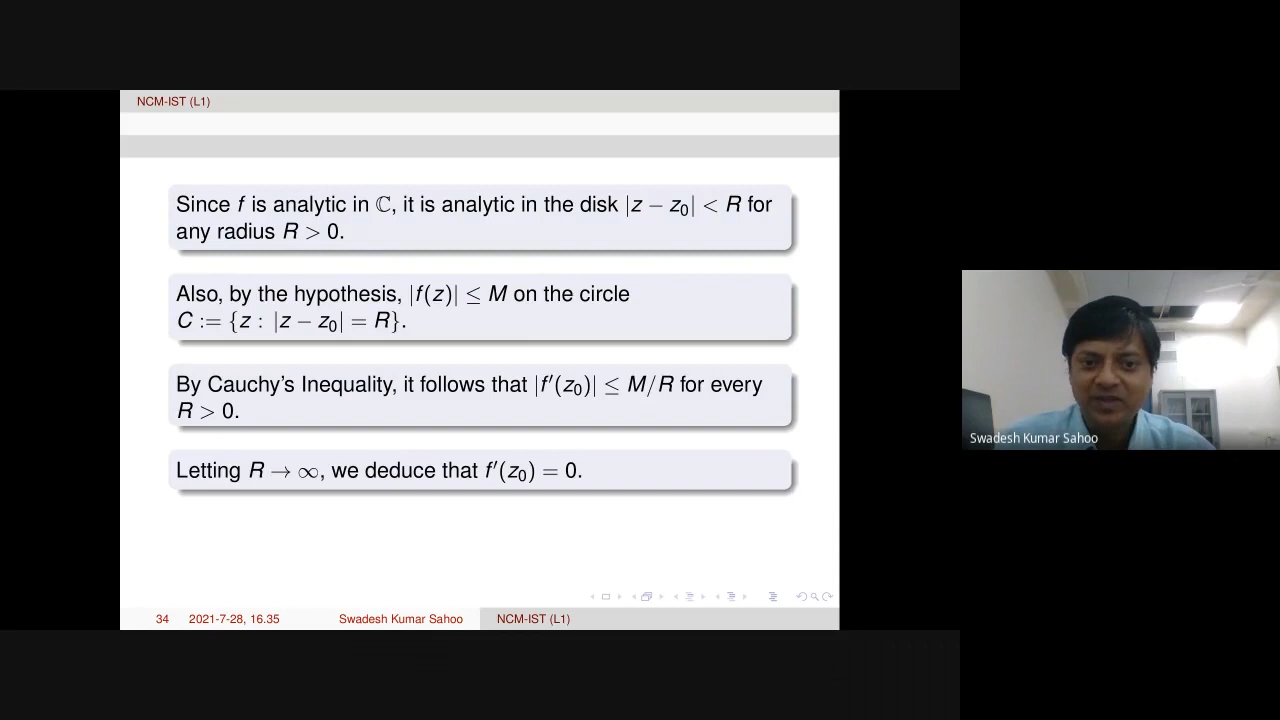 NCM-IST (L1)
Since f is analytic in ℂ, it is analytic in the disk |z − z₀| < R for
any radius R > 0.
Also, by the hypothesis, |f(z)| ≤ M on the circle
C := {z : |z − z₀| = R}.
By Cauchy's Inequality, it follows that |f′(z₀)| ≤ M/R for every
R > 0.
Letting R → ∞, we deduce that f′(z₀) = 0.
34 2021-7-28, 16.35 Swadesh Kumar Sahoo NCM-IST (L1)
Swadesh Kumar Sahoo